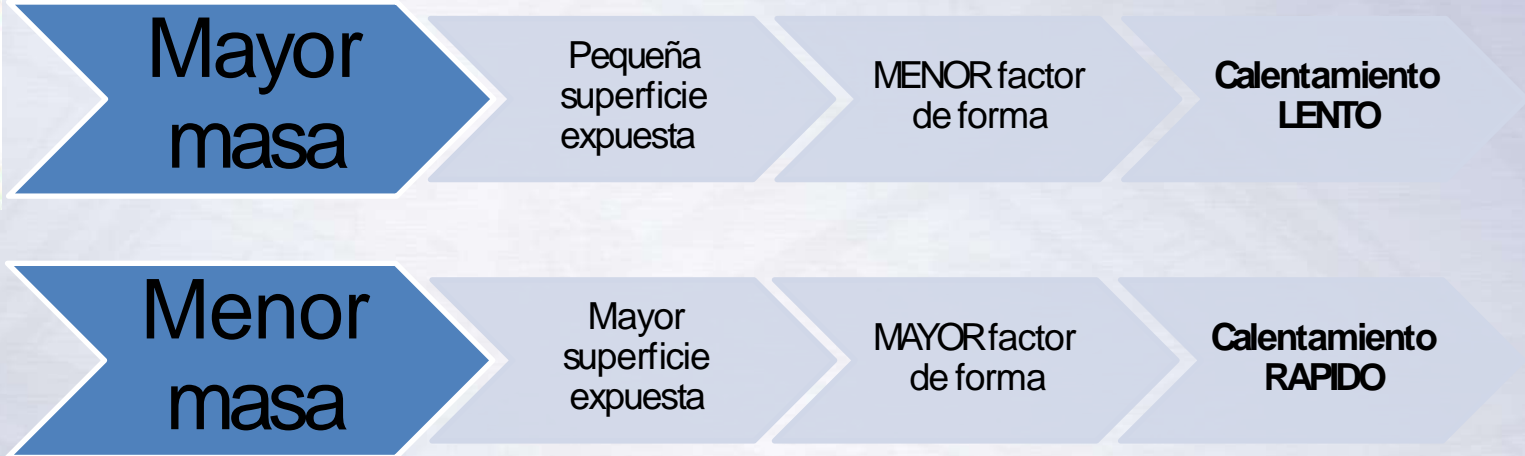 Mayor
masa
Pequeña
superficie
expuesta
MENOR factor
de forma
Calentamiento
LENTO
Menor
masa
Mayor
superficie
expuesta
MAYOR factor
de forma
Calentamiento
RAPIDO